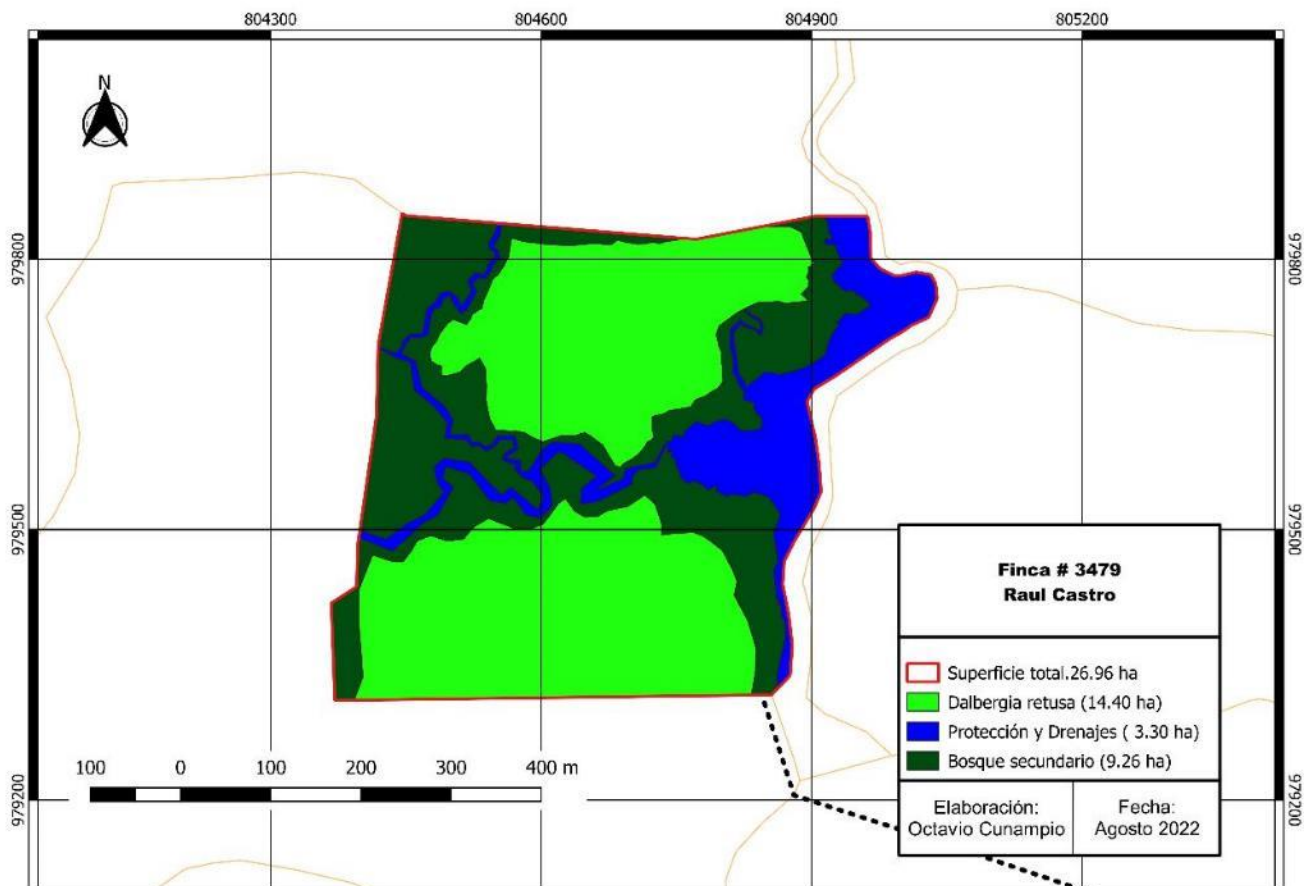 804300 804600 804900 805200
N
979800 979800
979500 979500
Finca # 3479
Raul Castro
Superficie total.26.96 ha
Dalbergia retusa (14.40 ha)
Protección y Drenajes ( 3.30 ha)
Bosque secundario (9.26 ha)
100 0 100 200 300 400 m
979200 979200
Elaboración: Fecha:
Octavio Cunampio Agosto 2022